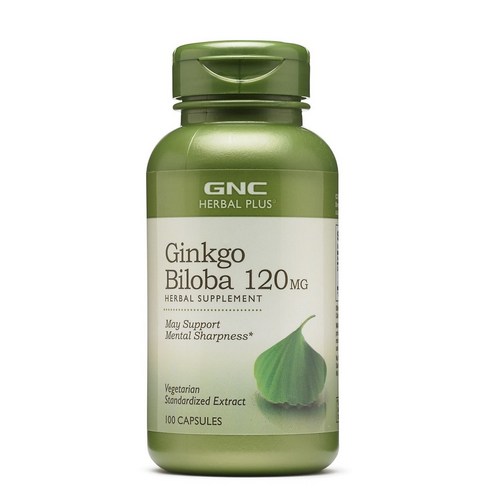 GNC
HERBAL PLUS®
Ginkgo
Biloba 120MG
HERBAL SUPPLEMENT
May Support
Mental Sharpness*
Vegetarian
Standardized Extract
100 CAPSULES